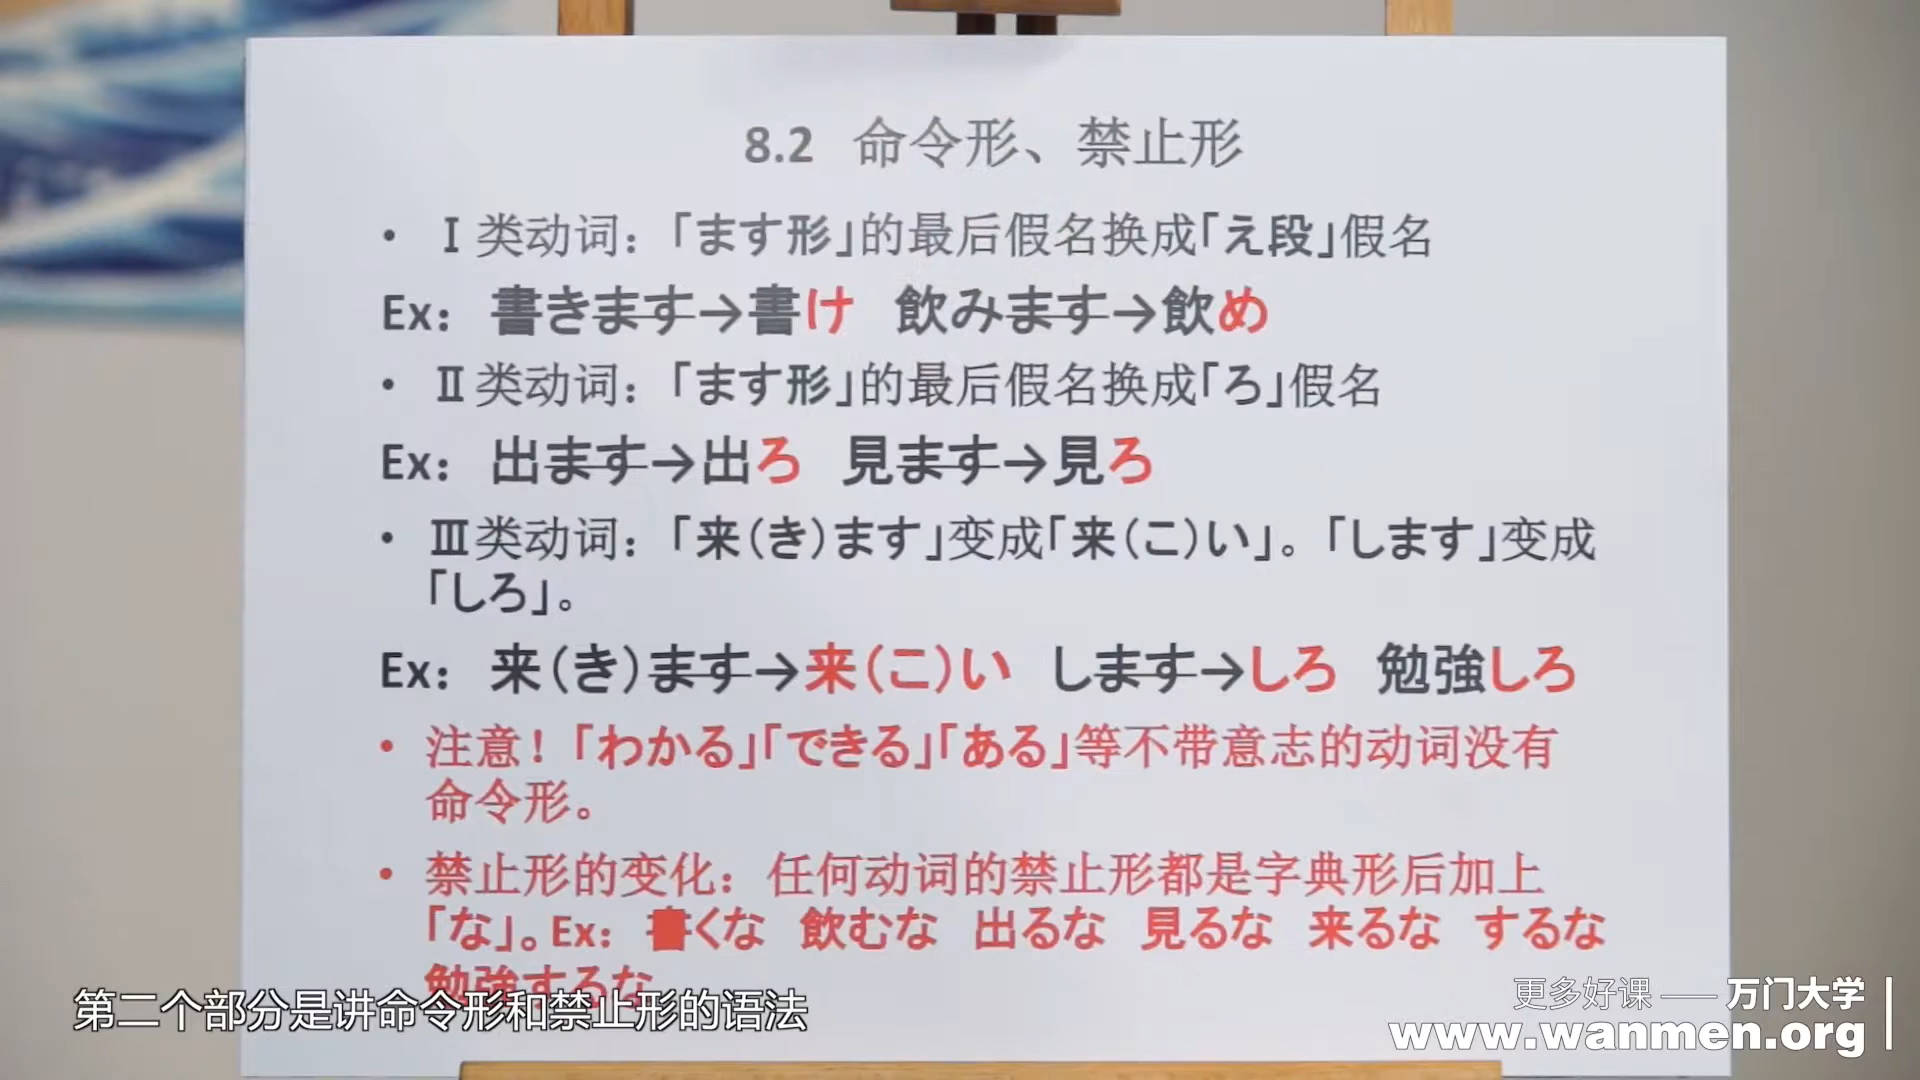 8.2 命令形、禁止形
• Ⅰ类动词：「ます形」的最后假名换成「え段」假名
Ex： 書きます→書け 飲みます→飲め
• Ⅱ类动词：「ます形」的最后假名换成「ろ」假名
Ex： 出ます→出ろ 見ます→見ろ
• Ⅲ类动词：「来（き）ます」变成「来（こ）い」。「します」变成
「しろ」。
Ex： 来（き）ます→来（こ）い します→しろ 勉強しろ
• 注意！「わかる」「できる」「ある」等不带意志的动词没有
命令形。
• 禁止形的变化：任何动词的禁止形都是字典形后加上
「な」。Ex： 書くな 飲むな 出るな 見るな 来るな するな
勉強するな
第二个部分是讲命令形和禁止形的语法
更多好课 —— 万门大学
www.wanmen.org